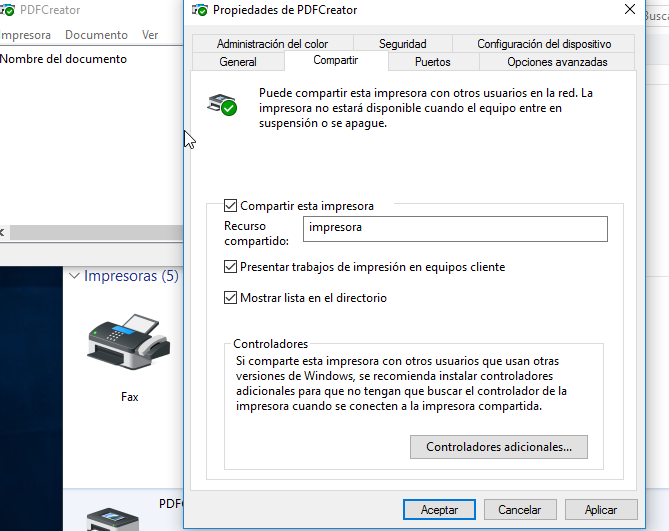 PDFCreator
Impresora Documento Ver
Nombre del documento
Impresoras (5)
Fax
Propiedades de PDFCreator
Administración del color Seguridad Configuración del dispositivo
General Compartir Puertos Opciones avanzadas
Puede compartir esta impresora con otros usuarios en la red. La
impresora no estará disponible cuando el equipo entre en
suspensión o se apague.
Compartir esta impresora
Recurso
compartido:
impresora
Presentar trabajos de impresión en equipos cliente
Mostrar lista en el directorio
Controladores
Si comparte esta impresora con otros usuarios que usan otras
versiones de Windows, se recomienda instalar controladores
adicionales para que no tengan que buscar el controlador de la
impresora cuando se conecten a la impresora compartida.
Controladores adicionales...
Aceptar Cancelar Aplicar